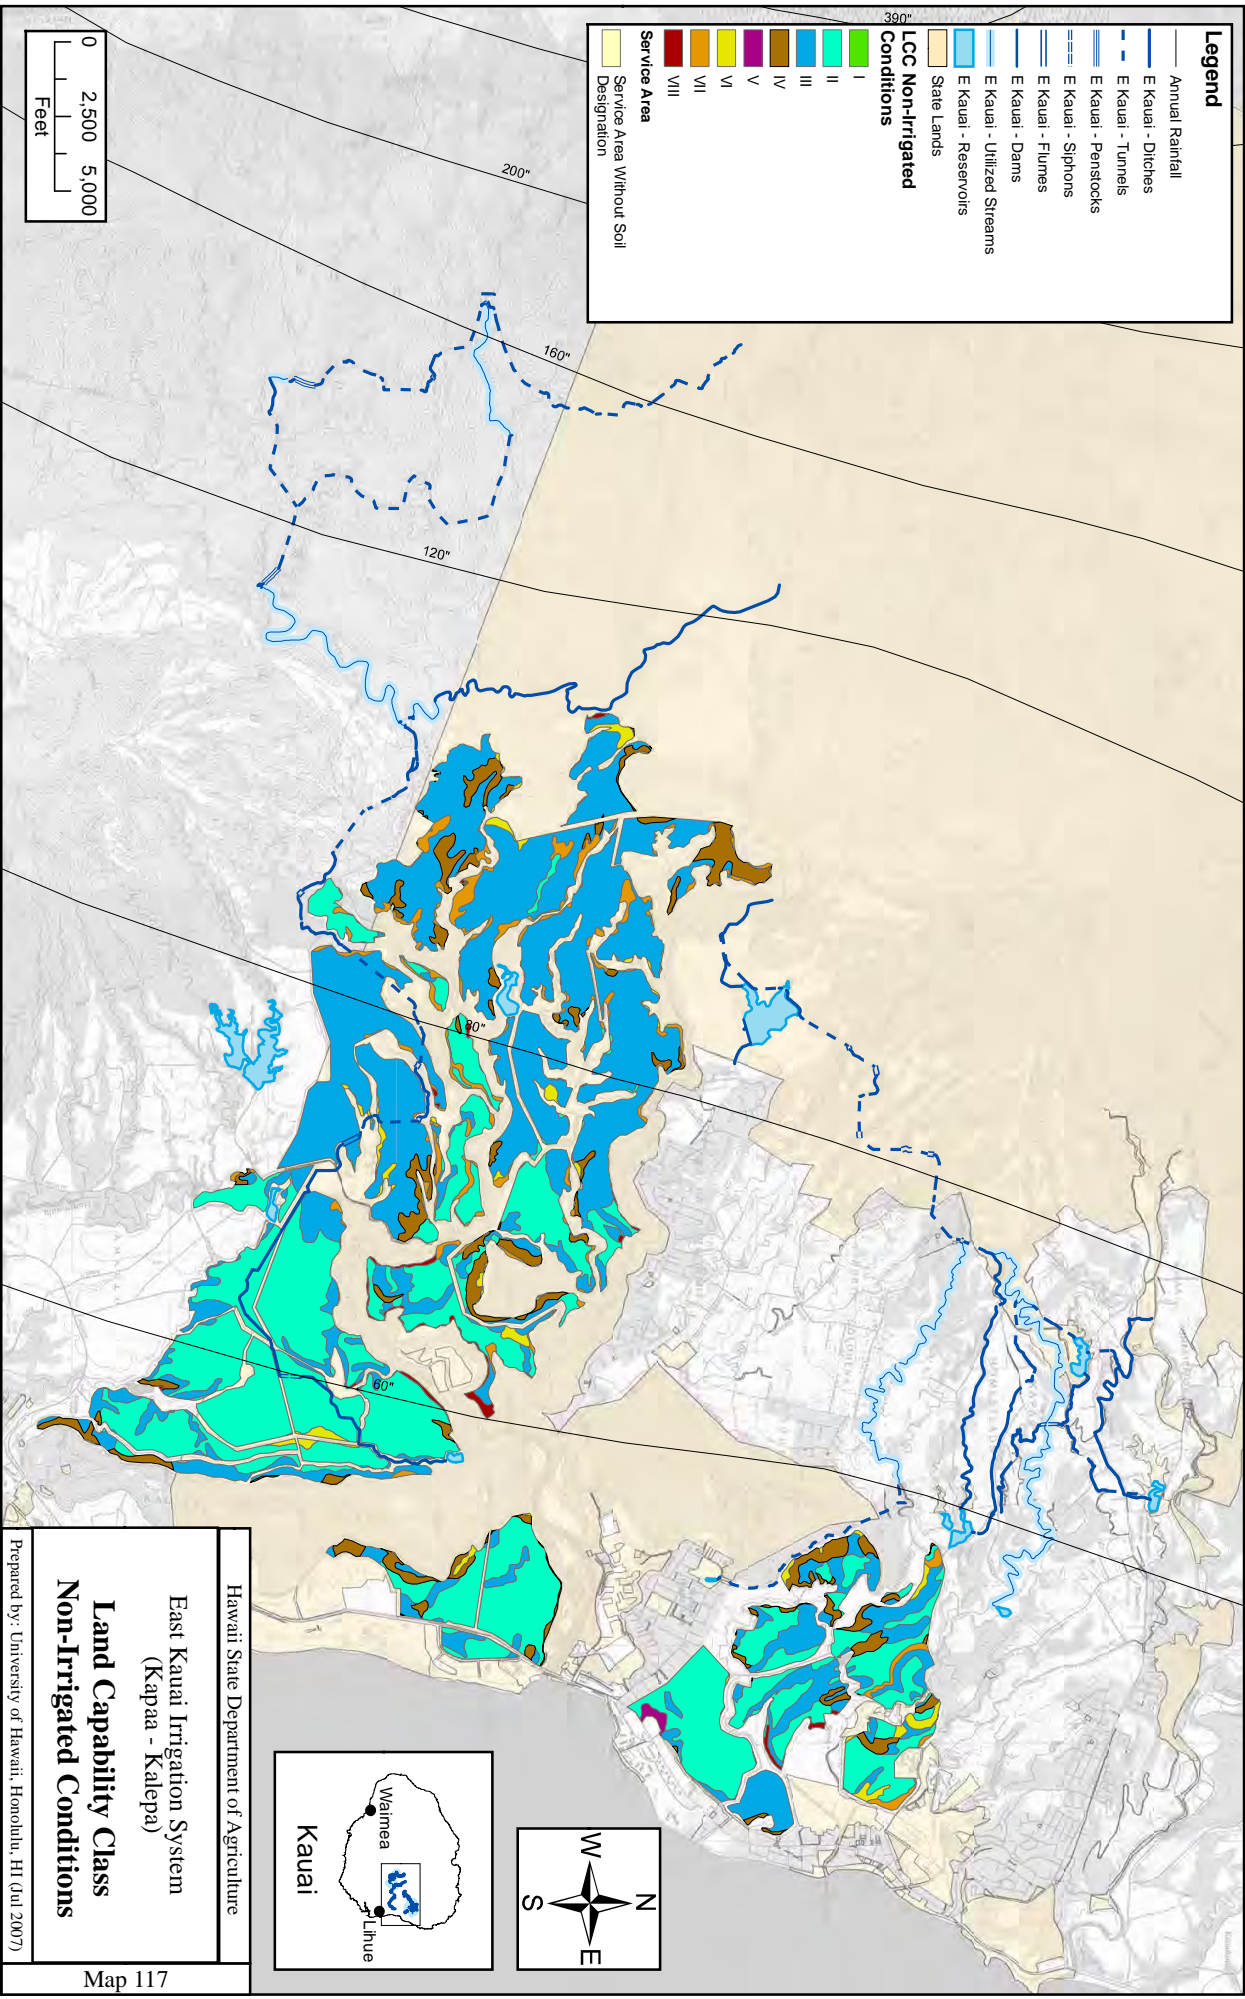 Legend
Annual Rainfall
E Kauai - Ditches
E Kauai - Tunnels
E Kauai - Penstocks
E Kauai - Siphons
E Kauai - Flumes
E Kauai - Dams
E Kauai - Utilized Streams
E Kauai - Reservoirs
State Lands
LCC Non-Irrigated
Conditions
I
II
III
IV
V
VI
VII
VIII
Service Area
Service Area Without Soil
Designation
0 2,500 5,000
Feet
390"
200"
160"
120"
80"
60"
N
W
E
S
Waimea
Lihue
Kauai
Hawaii State Department of Agriculture
East Kauai Irrigation System
(Kapaa - Kalepa)
Land Capability Class
Non-Irrigated Conditions
Prepared by: University of Hawaii, Honolulu, HI (Jul 2007)
Map 117